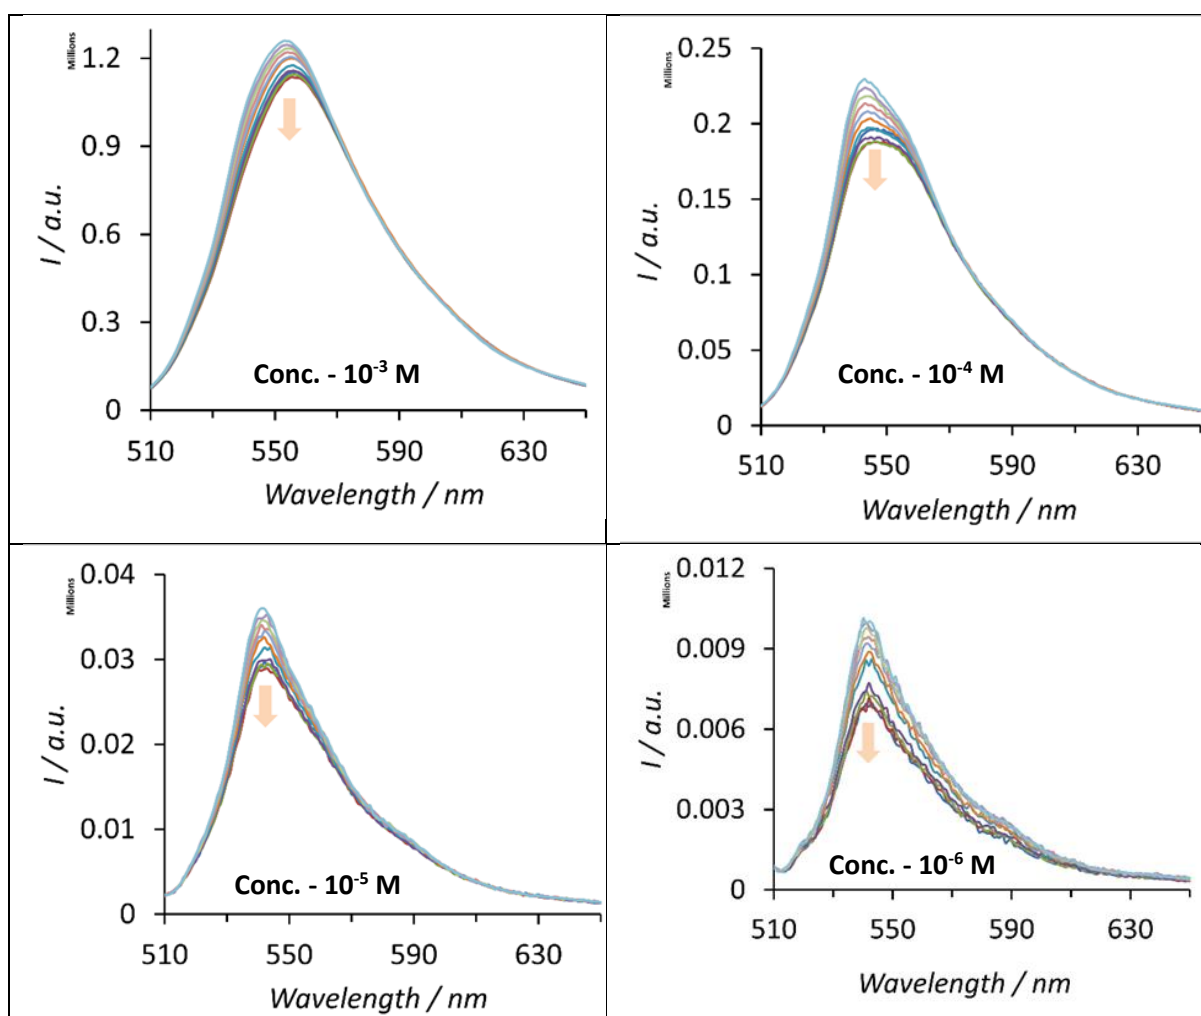 Millions
1.2
0.9
0.6
0.3
0
I / a.u.
Conc. - 10⁻³ M
510 550 590 630
Wavelength / nm
Millions
0.25
0.2
0.15
0.1
0.05
0
I / a.u.
Conc. - 10⁻⁴ M
510 550 590 630
Wavelength / nm
Millions
0.04
0.03
0.02
0.01
0
I / a.u.
Conc. - 10⁻⁵ M
510 550 590 630
Wavelength / nm
Millions
0.012
0.009
0.006
0.003
0
I / a.u.
Conc. - 10⁻⁶ M
510 550 590 630
Wavelength / nm